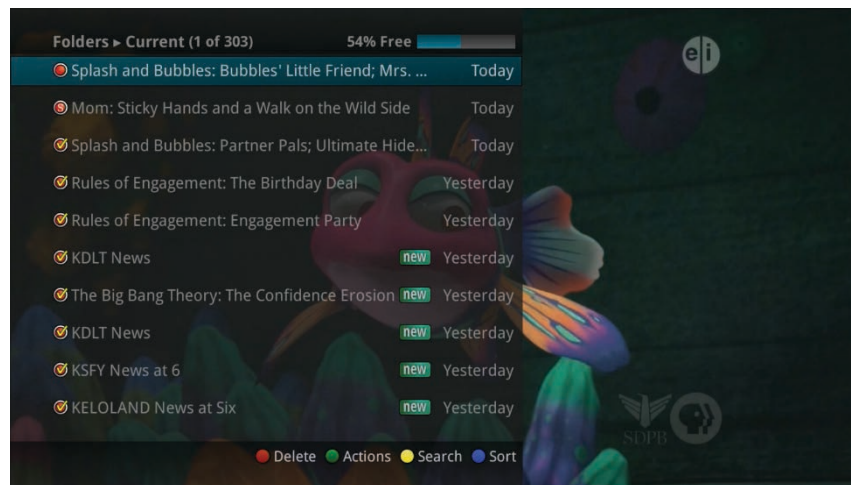 Folders ▸ Current (1 of 303) 54% Free
Splash and Bubbles: Bubbles' Little Friend; Mrs. ... Today
Mom: Sticky Hands and a Walk on the Wild Side Today
Splash and Bubbles: Partner Pals; Ultimate Hide... Today
Rules of Engagement: The Birthday Deal Yesterday
Rules of Engagement: Engagement Party Yesterday
KDLT News new Yesterday
The Big Bang Theory: The Confidence Erosion new Yesterday
KDLT News new Yesterday
KSFY News at 6 new Yesterday
KELOLAND News at Six new Yesterday
Delete Actions Search Sort
e/i
SDPB